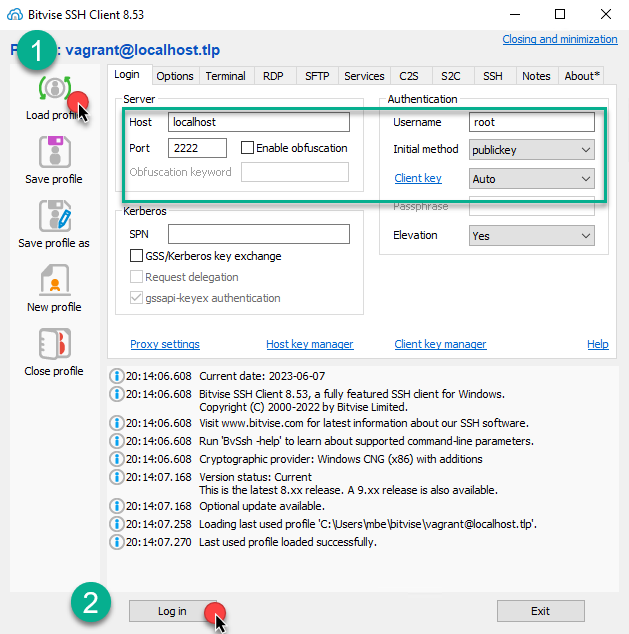 Bitvise SSH Client 8.53
1
P : vagrant@localhost.tlp
Closing and minimization
Load profile
Save profile
Save profile as
New profile
Close profile
Login Options Terminal RDP SFTP Services C2S S2C SSH Notes About*
Server
Host localhost
Port 2222 Enable obfuscation
Obfuscation keyword
Authentication
Username root
Initial method publickey
Client key Auto
Passphrase
Elevation Yes
Kerberos
SPN
GSS/Kerberos key exchange
Request delegation
gssapi-keyex authentication
Proxy settings Host key manager Client key manager Help
20:14:06.608 Current date: 2023-06-07
20:14:06.608 Bitvise SSH Client 8.53, a fully featured SSH client for Windows.
Copyright (C) 2000-2022 by Bitvise Limited.
20:14:06.608 Visit www.bitvise.com for latest information about our SSH software.
20:14:06.608 Run 'BvSsh -help' to learn about supported command-line parameters.
20:14:06.608 Cryptographic provider: Windows CNG (x86) with additions
20:14:07.168 Version status: Current
This is the latest 8.xx release. A 9.xx release is also available.
20:14:07.168 Optional update available.
20:14:07.258 Loading last used profile 'C:\Users\mbe\bitvise\vagrant@localhost.tlp'.
20:14:07.270 Last used profile loaded successfully.
2
Log in Exit